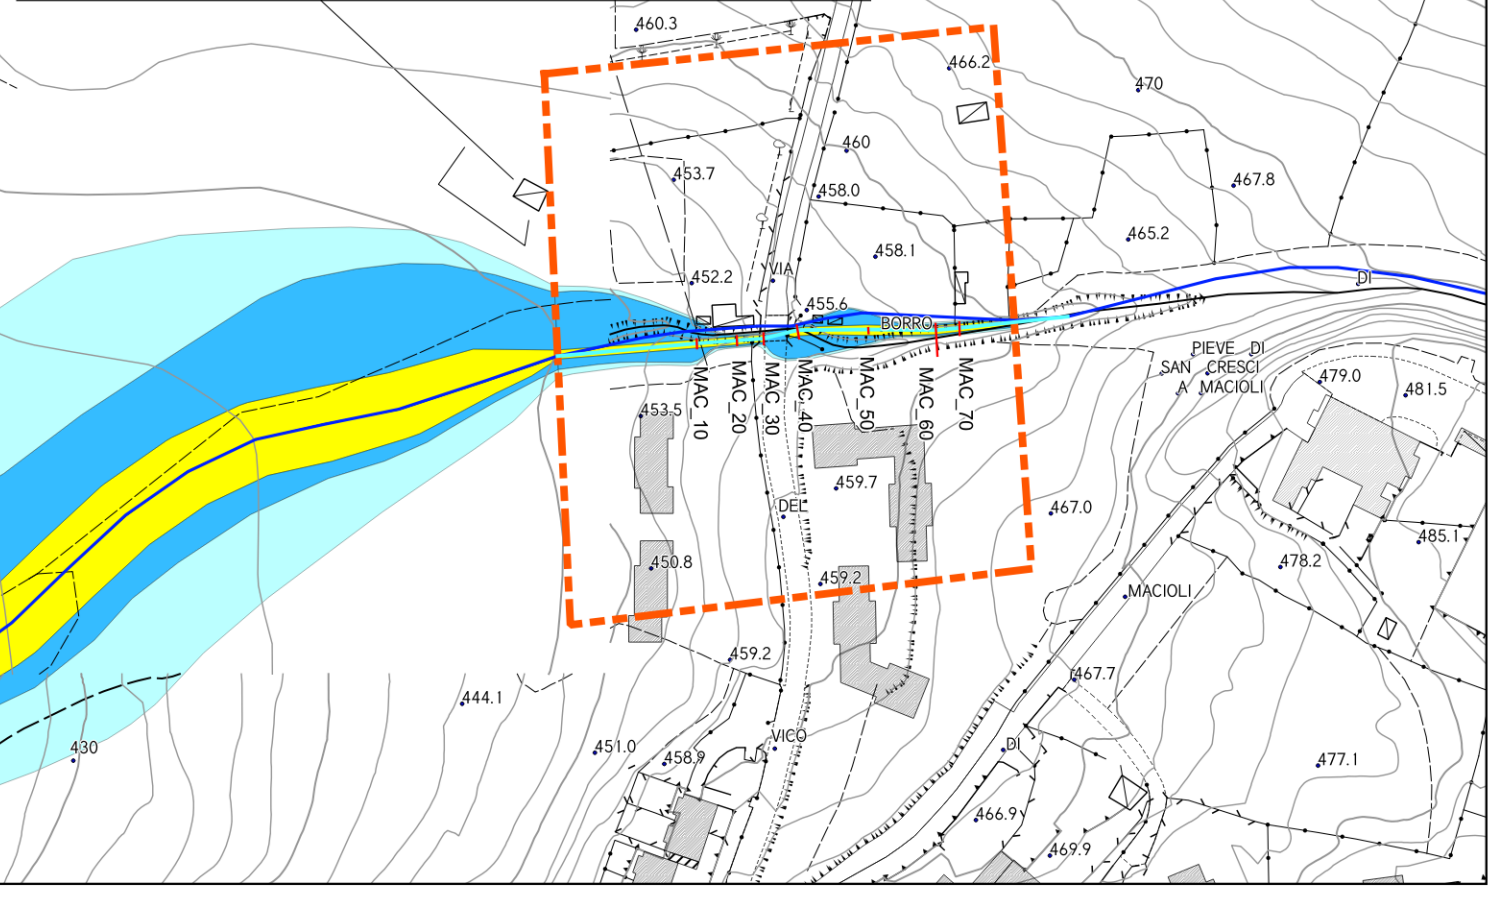 460.3
466.2
470
460
453.7
458.0
467.8
465.2
458.1
VIA
452.2
DI
455.6
BORRO
PIEVE DI
SAN CRESCI
A MACIOLI
479.0
481.5
MAC_10
MAC_20
MAC_30
MAC_40
MAC_50
MAC_60
MAC_70
453.5
459.7
DEL
467.0
485.1
450.8
459.2
478.2
MACIOLI
459.2
467.7
444.1
430
451.0
458.9
VICO
DI
477.1
466.9
469.9